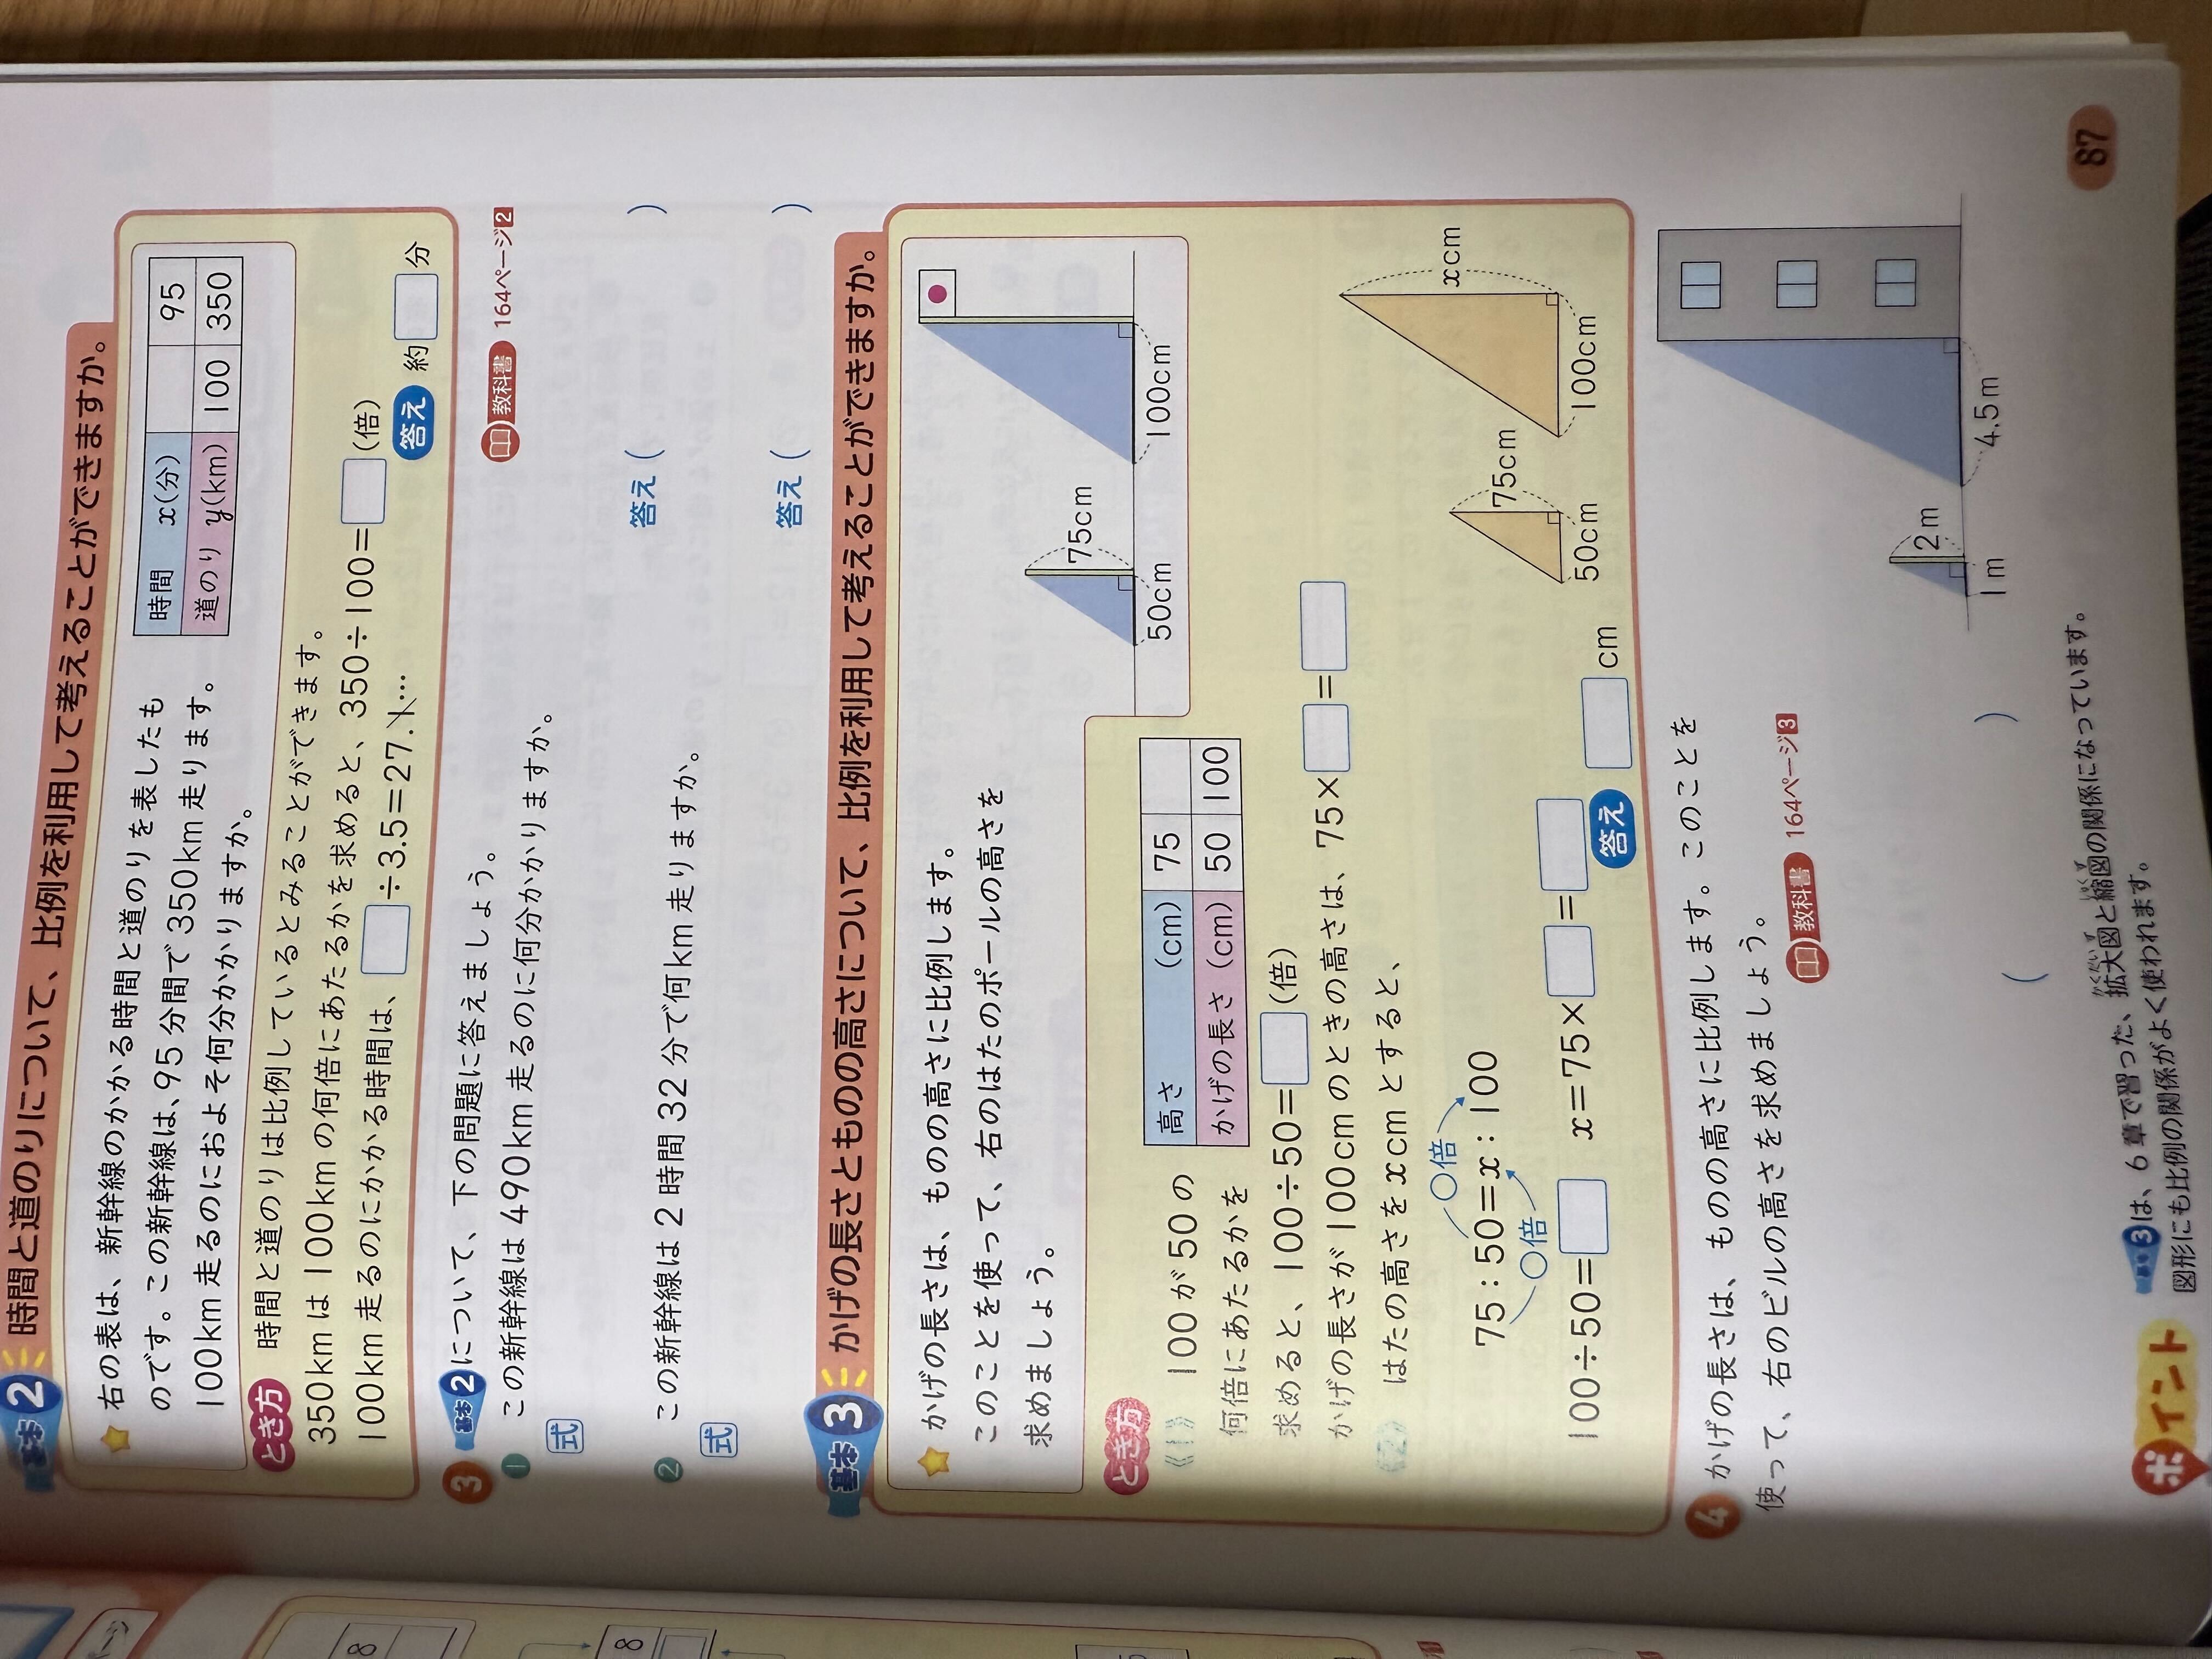 基本2 時間と道のりについて、比例を利用して考えることができますか。
右の表は、新幹線のかかる時間と道のりを表したも
のです。この新幹線は、95分間で350km走ります。
100km走るのにおよそ何分かかりますか。
時間 x(分) 95
道のり y(km) 100 350
とき方 時間と道のりは比例しているとみることができます。
350kmは100kmの何倍にあたるかを求めると、350÷100=□(倍)
100km走るのにかかる時間は、□÷3.5=27.1…
答え 約□分
3 基本2について、下の問題に答えましょう。
教科書 164ページ2
1 この新幹線は490km走るのに何分かかりますか。
式
答え ( )
2 この新幹線は2時間32分で何km走りますか。
式
答え ( )
基本3 かげの長さとものの高さについて、比例を利用して考えることができますか。
かげの長さは、ものの高さに比例します。
このことを使って、右のはたのポールの高さを
求めましょう。
75cm
50cm
100cm
とき方
《1》 100が50の
何倍にあたるかを
求めると、100÷50=□(倍)
高さ (cm) 75
かげの長さ (cm) 50 100
かげの長さが100cmのときの高さは、75×□=□
《2》 はたの高さをxcmとすると、
○倍
75:50=x:100
○倍
100÷50=□ x=75×□=□
75cm
50cm
xcm
100cm
答え □cm
4 かげの長さは、ものの高さに比例します。このことを
使って、右のビルの高さを求めましょう。
教科書 164ページ3
( )
2m
1m
4.5m
ポイント
基本3は、6章で習った、拡大図と縮図の関係になっています。
図形にも比例の関係がよく使われます。
87
8
8